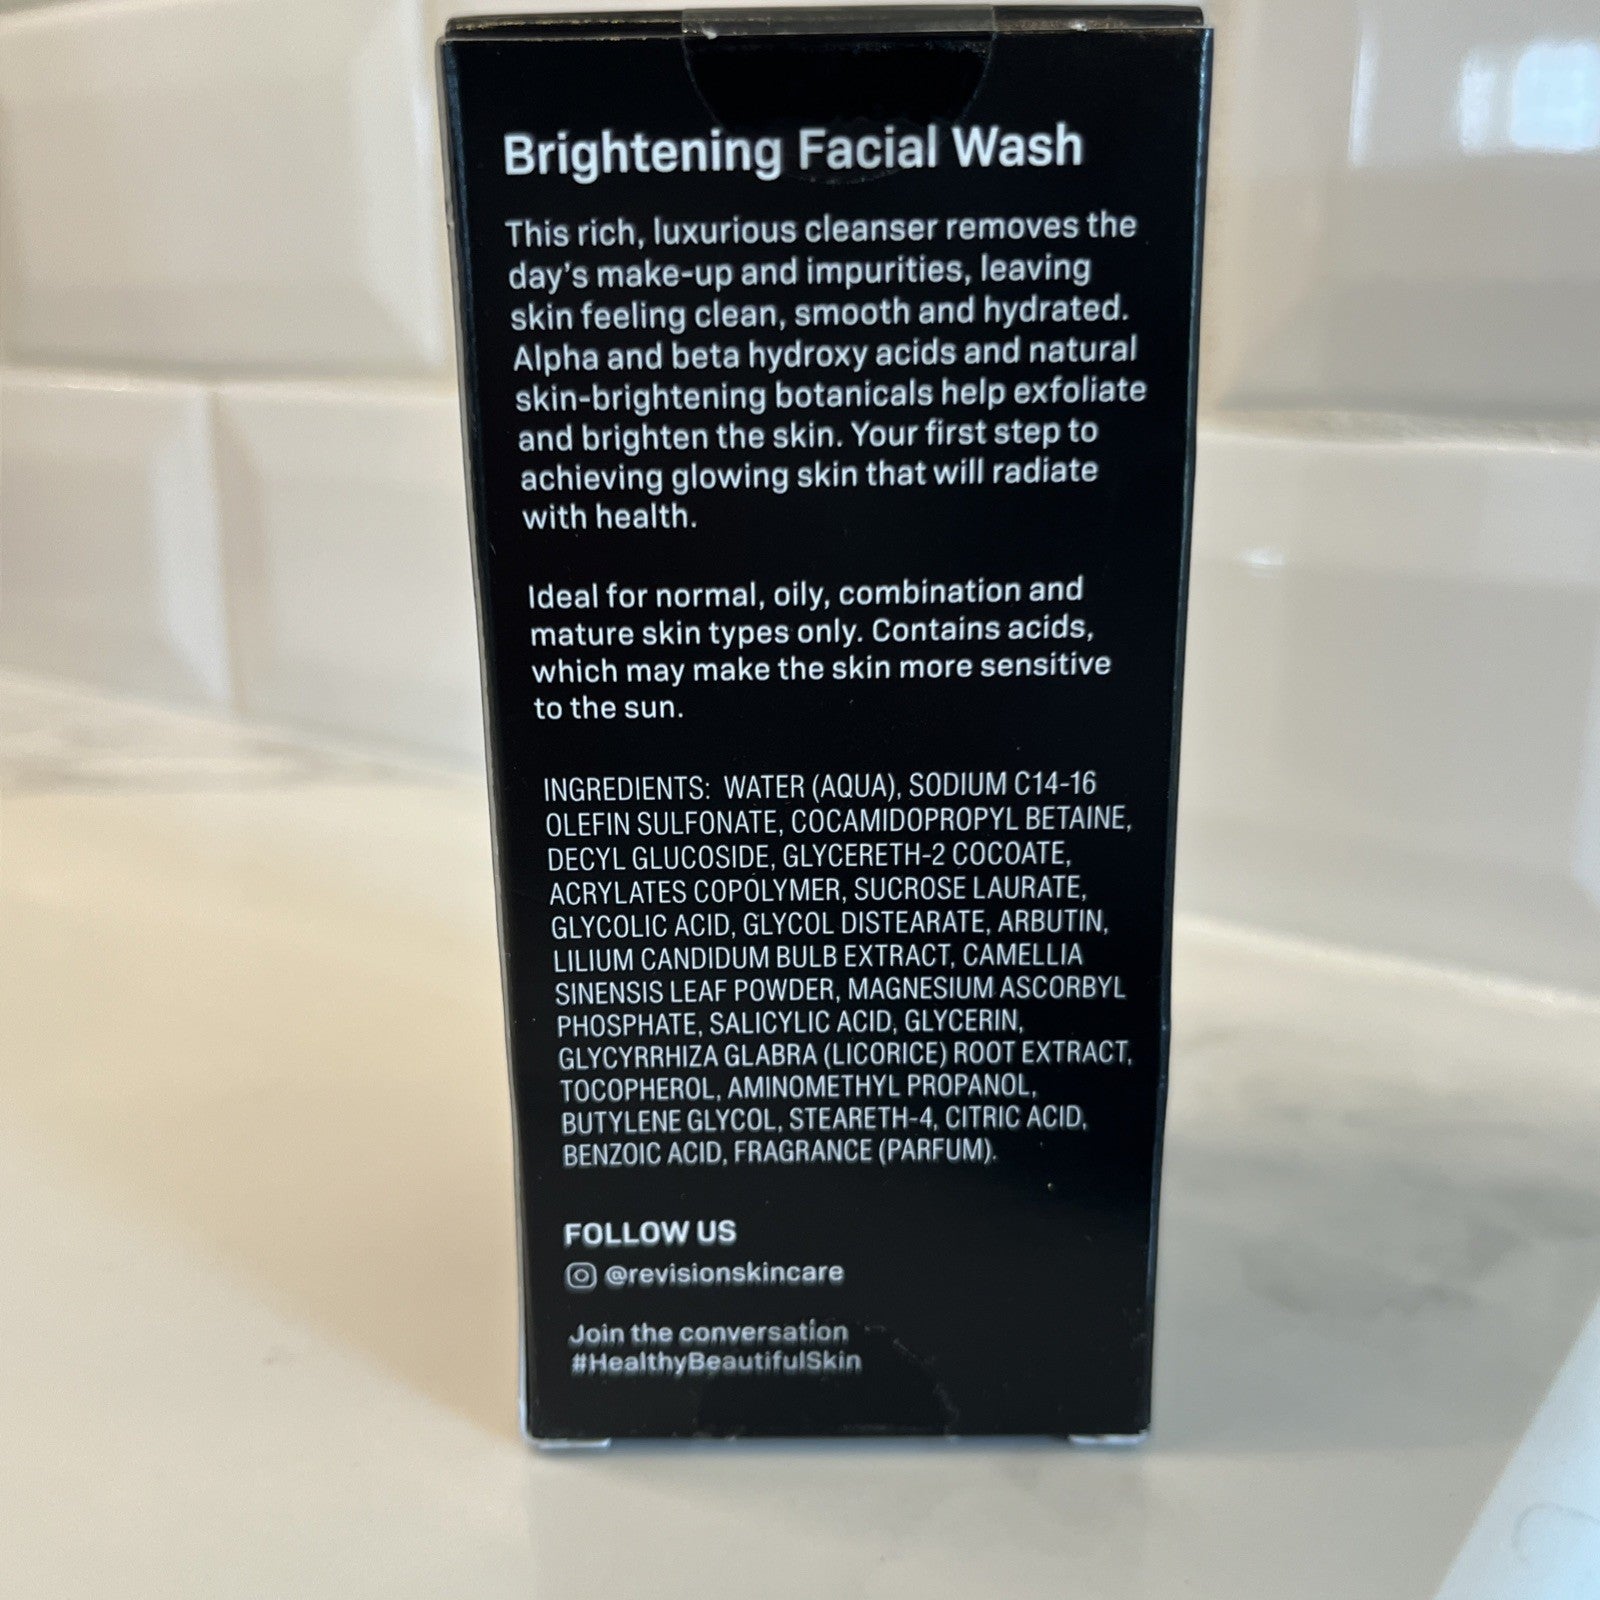 Brightening Facial Wash
This rich, luxurious cleanser removes the
day's make-up and impurities, leaving
skin feeling clean, smooth and hydrated.
Alpha and beta hydroxy acids and natural
skin-brightening botanicals help exfoliate
and brighten the skin. Your first step to
achieving glowing skin that will radiate
with health.
Ideal for normal, oily, combination and
mature skin types only. Contains acids,
which may make the skin more sensitive
to the sun.
INGREDIENTS: WATER (AQUA), SODIUM C14-16
OLEFIN SULFONATE, COCAMIDOPROPYL BETAINE,
DECYL GLUCOSIDE, GLYCERETH-2 COCOATE,
ACRYLATES COPOLYMER, SUCROSE LAURATE,
GLYCOLIC ACID, GLYCOL DISTEARATE, ARBUTIN,
LILIUM CANDIDUM BULB EXTRACT, CAMELLIA
SINENSIS LEAF POWDER, MAGNESIUM ASCORBYL
PHOSPHATE, SALICYLIC ACID, GLYCERIN,
GLYCYRRHIZA GLABRA (LICORICE) ROOT EXTRACT,
TOCOPHEROL, AMINOMETHYL PROPANOL,
BUTYLENE GLYCOL, STEARETH-4, CITRIC ACID,
BENZOIC ACID, FRAGRANCE (PARFUM).
FOLLOW US
@revisionskincare
Join the conversation
#HealthyBeautifulSkin